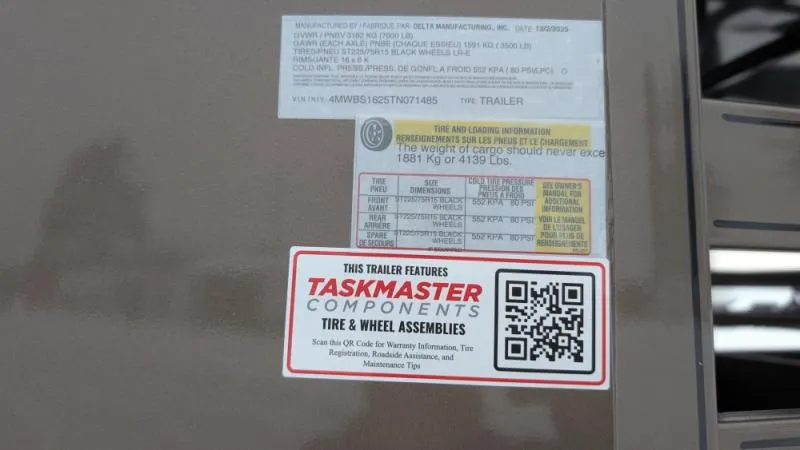 MANUFACTURED BY / FABRIQUE PAR: DELTA MANUFACTURING, INC. DATE: 12/2/2025
GVWR / PNBV 3182 KG (7000 LB)
GAWR (EACH AXLE) PNBE (CHAQUE ESSIEU) 1591 KG ( 3500 LB)
TIRES/PNEU ST225/75R15 BLACK WHEELS LR-E
RIMS/JANTE 16 x 6 K
COLD INFL. PRESS./PRESS. DE GONFL.A FROID 552 KPA ( 80 PSI/LPC)
V.I.N / N.I.V.: 4MWBS1625TN071485 TYPE: TRAILER
TIRE AND LOADING INFORMATION
RENSEIGNEMENTS SUR LES PNEUS ET LE CHARGEMENT
The weight of cargo should never exce
1881 Kg or 4139 Lbs.
TIRE PNEU
SIZE DIMENSIONS
COLD TIRE PRESSURE PRESSION DES PNEUS A FROID
SEE OWNER'S MANUAL FOR ADDITIONAL INFORMATION
FRONT AVANT ST225/75R15 BLACK WHEELS 552 KPA 80 PSI
REAR ARRIÈRE ST225/75R15 BLACK WHEELS 552 KPA 80 PSI
VOIR LE MANUEL DE L'USAGER POUR PLUS DE RENSEIGNEMENTS
SPARE DE SECOURS ST225/75R15 BLACK WHEELS 552 KPA 80 PSI
THIS TRAILER FEATURES
TASKMASTER
COMPONENTS
TIRE & WHEEL ASSEMBLIES
Scan this QR Code for Warranty Information, Tire
Registration, Roadside Assistance, and
Maintenance Tips